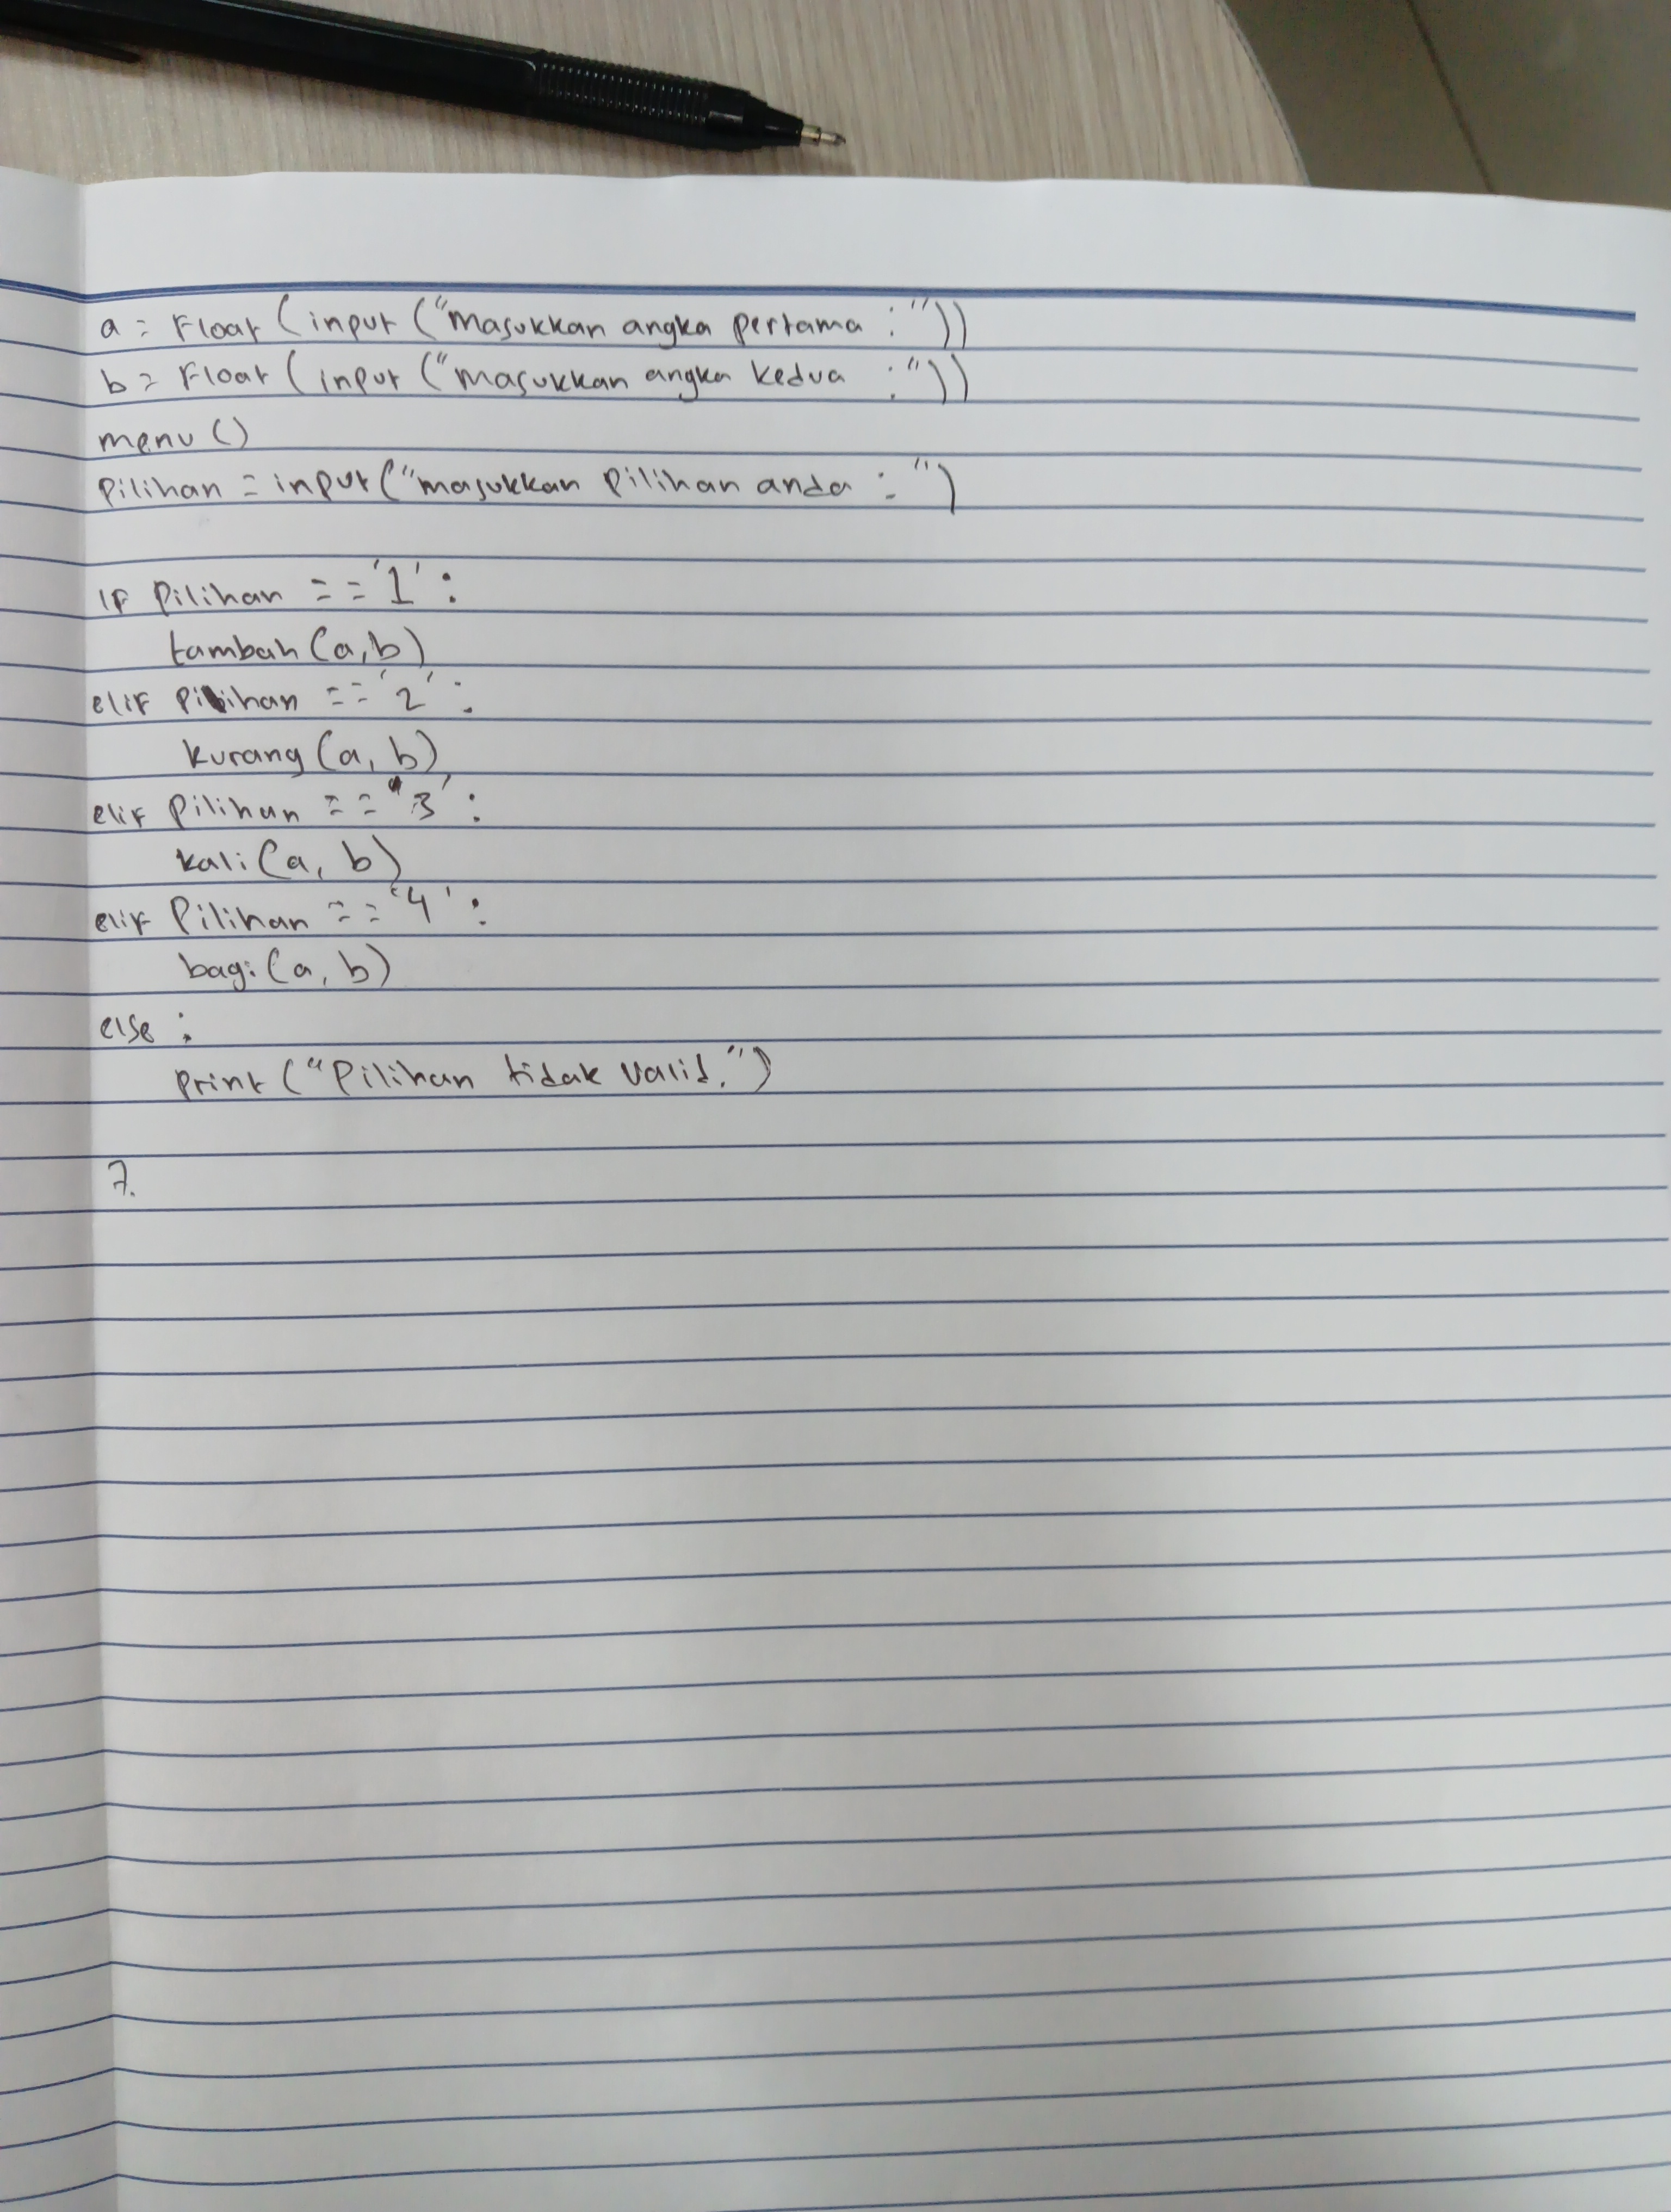 a = Float (input ("masukkan angka pertama : "))
b = Float (input ("masukkan angka kedua : "))
menu ()
Pilihan = input("masukkan Pilihan anda : ")
IF Pilihan == '1' :
tambah (a,b)
elif Pilihan == '2' :
kurang (a, b)
elif Pilihan == '3' :
kali (a, b)
elif Pilihan == '4' :
bagi (a, b)
else :
print ("Pilihan tidak valid.")
7.